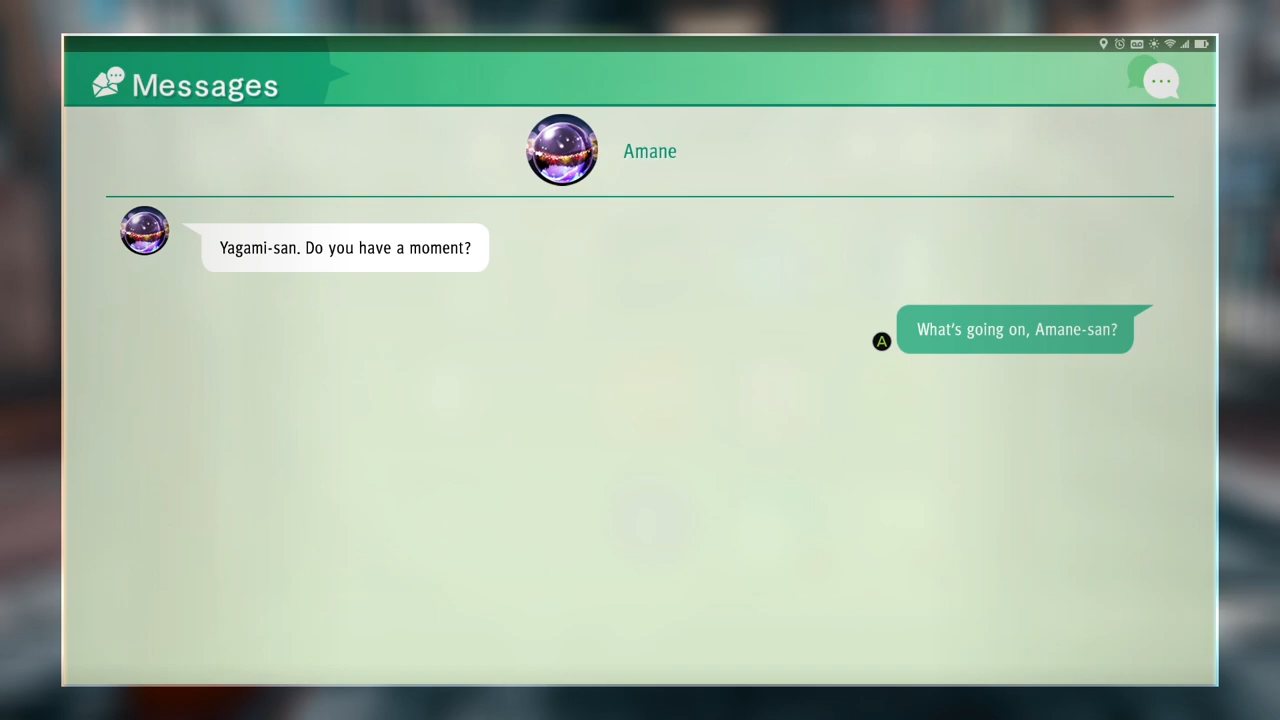 Messages
Amane
Yagami-san. Do you have a moment?
What's going on, Amane-san?
A